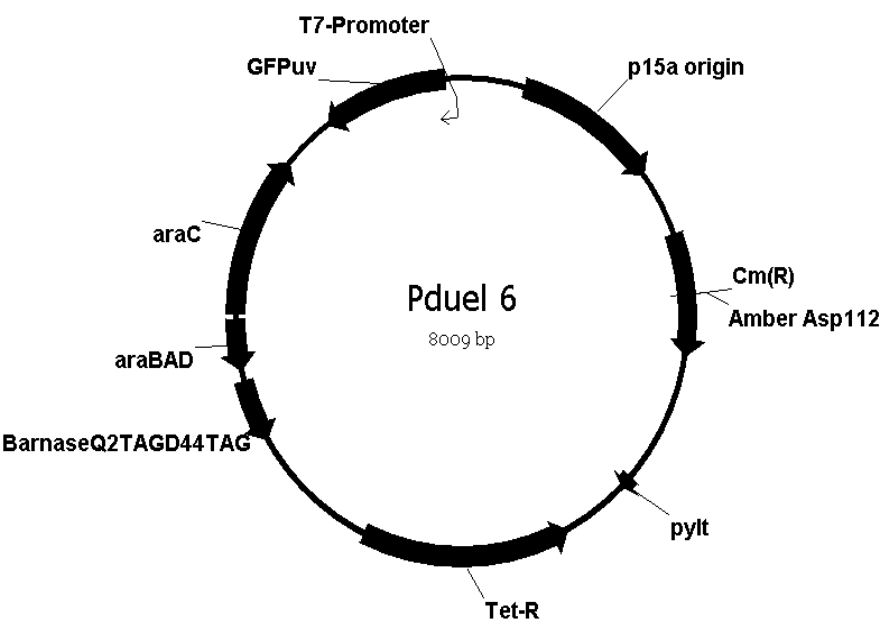 T7-Promoter
GFPuv
p15a origin
araC
Cm(R)
Pduel 6
Amber Asp112
8009 bp
araBAD
BarnaseQ2TAGD44TAG
pylt
Tet-R